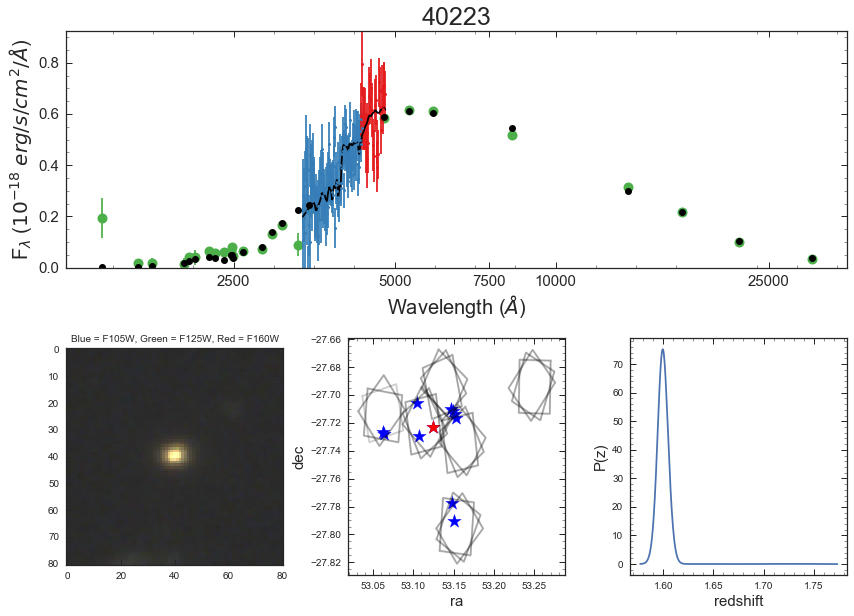 40223
F_λ (10^{-18} erg/s/cm^2/Å)
0.8
0.6
0.4
0.2
0.0
2500 5000 7500 10000 25000
Wavelength (Å)
Blue = F105W, Green = F125W, Red = F160W
0
10
20
30
40
50
60
70
80
0 20 40 60 80
dec
−27.66
−27.68
−27.70
−27.72
−27.74
−27.76
−27.78
−27.80
−27.82
53.05 53.10 53.15 53.20 53.25
ra
P(z)
70
60
50
40
30
20
10
0
1.60 1.65 1.70 1.75
redshift